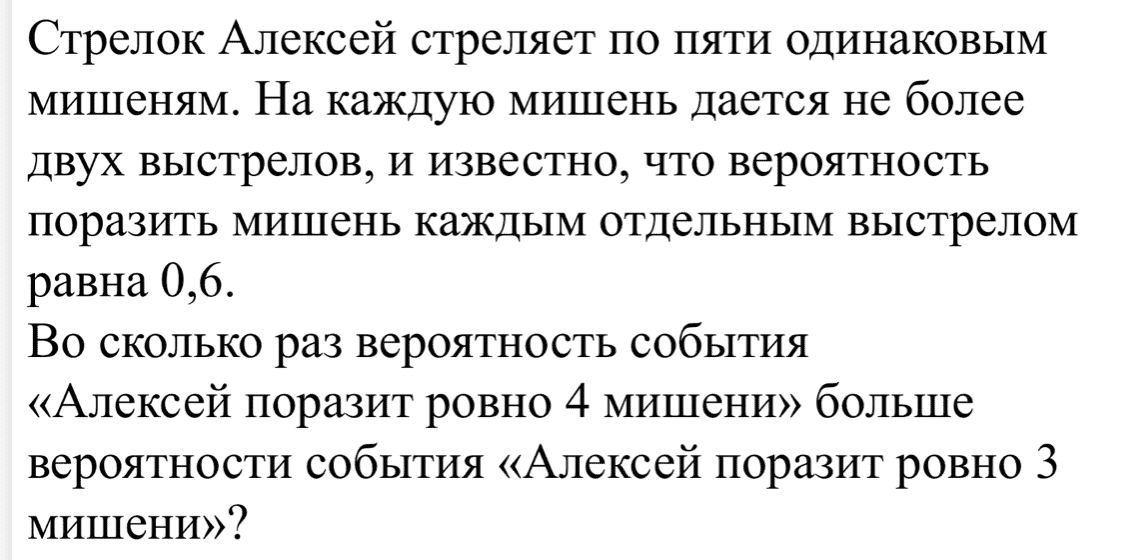 Стрелок Алексей стреляет по пяти одинаковым
мишеням. На каждую мишень дается не более
двух выстрелов, и известно, что вероятность
поразить мишень каждым отдельным выстрелом
равна 0,6.
Во сколько раз вероятность события
«Алексей поразит ровно 4 мишени» больше
вероятности события «Алексей поразит ровно 3
мишени»?